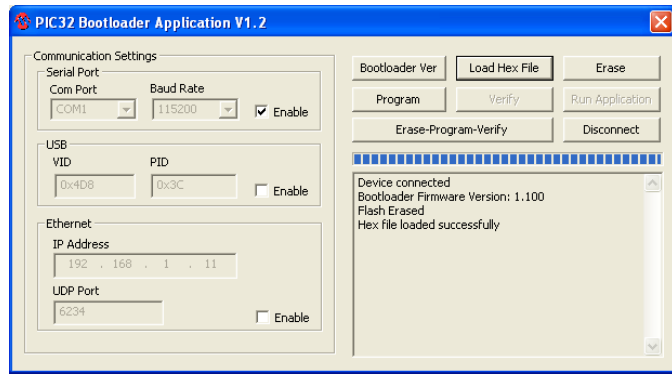 PIC32 Bootloader Application V1.2
Communication Settings
Serial Port
Com Port Baud Rate
COM1 115200 Enable
USB
VID PID
0x4D8 0x3C Enable
Ethernet
IP Address
192 . 168 . 1 . 11
UDP Port
6234 Enable
Bootloader Ver Load Hex File Erase
Program Verify Run Application
Erase-Program-Verify Disconnect
Device connected
Bootloader Firmware Version: 1.100
Flash Erased
Hex file loaded successfully